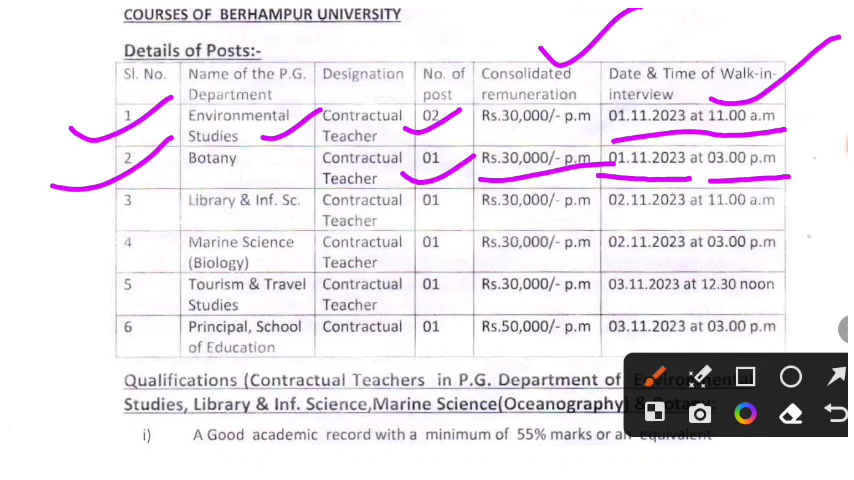 COURSES OF BERHAMPUR UNIVERSITY
Details of Posts:-
Sl. No. Name of the P.G. Department Designation No. of post Consolidated remuneration Date & Time of Walk-in-interview
1 Environmental Studies Contractual Teacher 02 Rs.30,000/- p.m 01.11.2023 at 11.00 a.m
2 Botany Contractual Teacher 01 Rs.30,000/- p.m 01.11.2023 at 03.00 p.m
3 Library & Inf. Sc. Contractual Teacher 01 Rs.30,000/- p.m 02.11.2023 at 11.00 a.m
4 Marine Science (Biology) Contractual Teacher 01 Rs.30,000/- p.m 02.11.2023 at 03.00 p.m
5 Tourism & Travel Studies Contractual Teacher 01 Rs.30,000/- p.m 03.11.2023 at 12.30 noon
6 Principal, School of Education Contractual 01 Rs.50,000/- p.m 03.11.2023 at 03.00 p.m
Qualifications (Contractual Teachers in P.G. Department of Environmental
Studies, Library & Inf. Science,Marine Science(Oceanography) & Botany:
i) A Good academic record with a minimum of 55% marks or an equivalent